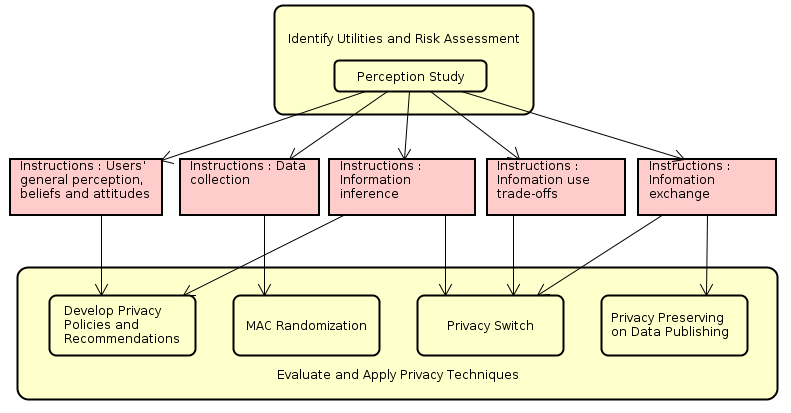 Identify Utilities and Risk Assessment
Perception Study
Instructions : Users'
general perception,
beliefs and attitudes
Instructions : Data
collection
Instructions :
Information
inference
Instructions :
Infomation use
trade-offs
Instructions :
Infomation
exchange
Develop Privacy
Policies and
Recommendations
MAC Randomization
Privacy Switch
Privacy Preserving
on Data Publishing
Evaluate and Apply Privacy Techniques